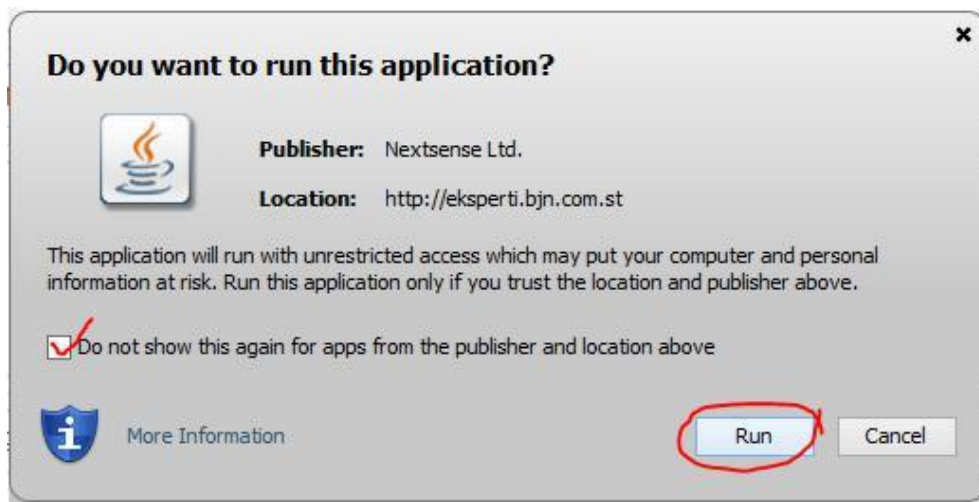 Do you want to run this application?
Publisher: Nextsense Ltd.
Location: http://eksperti.bjn.com.st
This application will run with unrestricted access which may put your computer and personal
information at risk. Run this application only if you trust the location and publisher above.
Do not show this again for apps from the publisher and location above
More Information
Run
Cancel